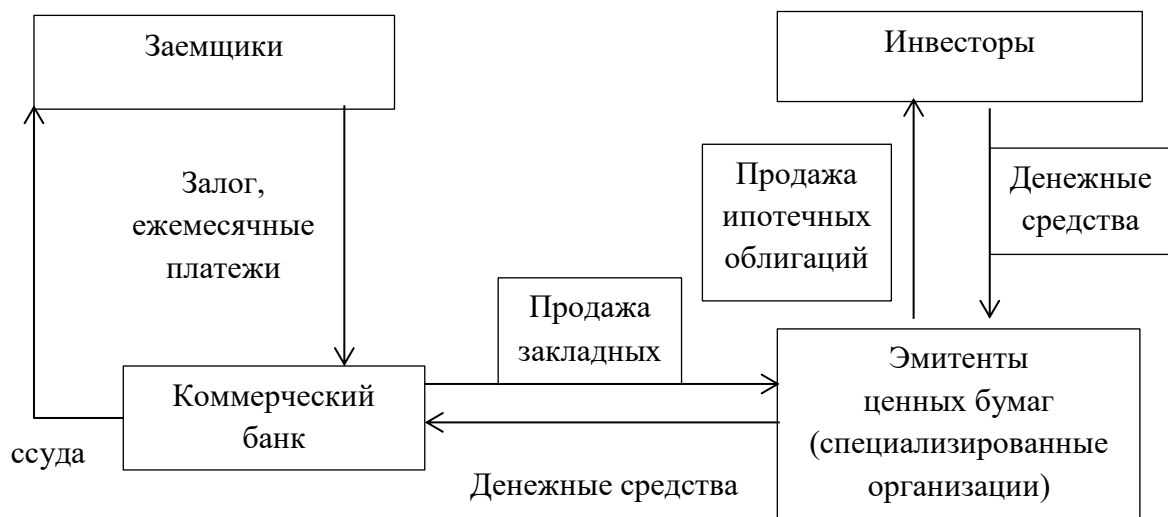 Заемщики
Инвесторы
Залог,
ежемесячные
платежи
Продажа
ипотечных
облигаций
Денежные
средства
Продажа
закладных
Коммерческий
банк
Эмитенты
ценных бумаг
(специализированные
организации)
ссуда
Денежные средства